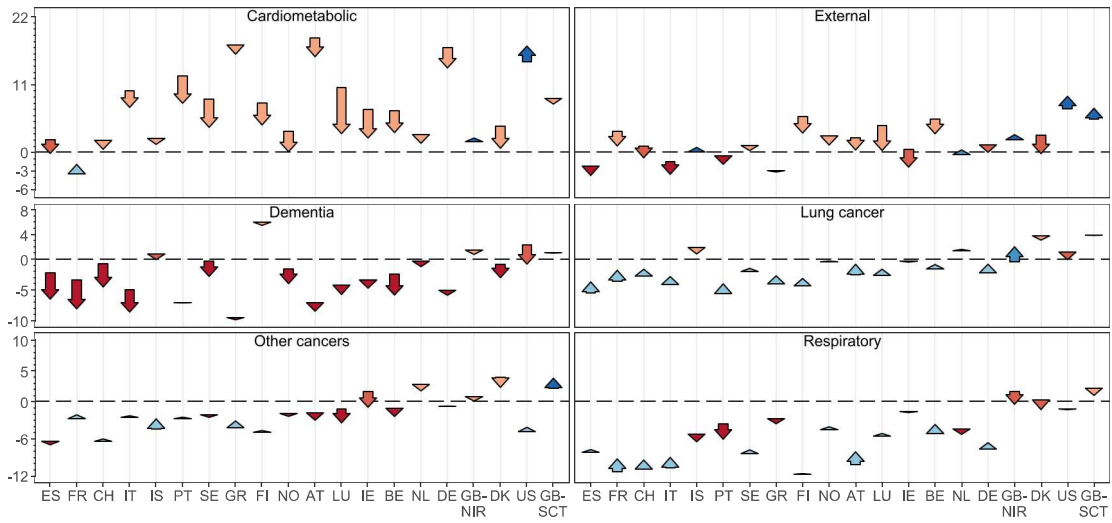 Cardiometabolic
External
22
11
0
-3
-6
Dementia
Lung cancer
8
4
0
-5
-10
Other cancers
Respiratory
10
5
0
-6
-12
ES FR CH IT IS PT SE GR FI NO AT LU IE BE NL DE GB-NIR DK US GB-SCT
ES FR CH IT IS PT SE GR FI NO AT LU IE BE NL DE GB-NIR DK US GB-SCT